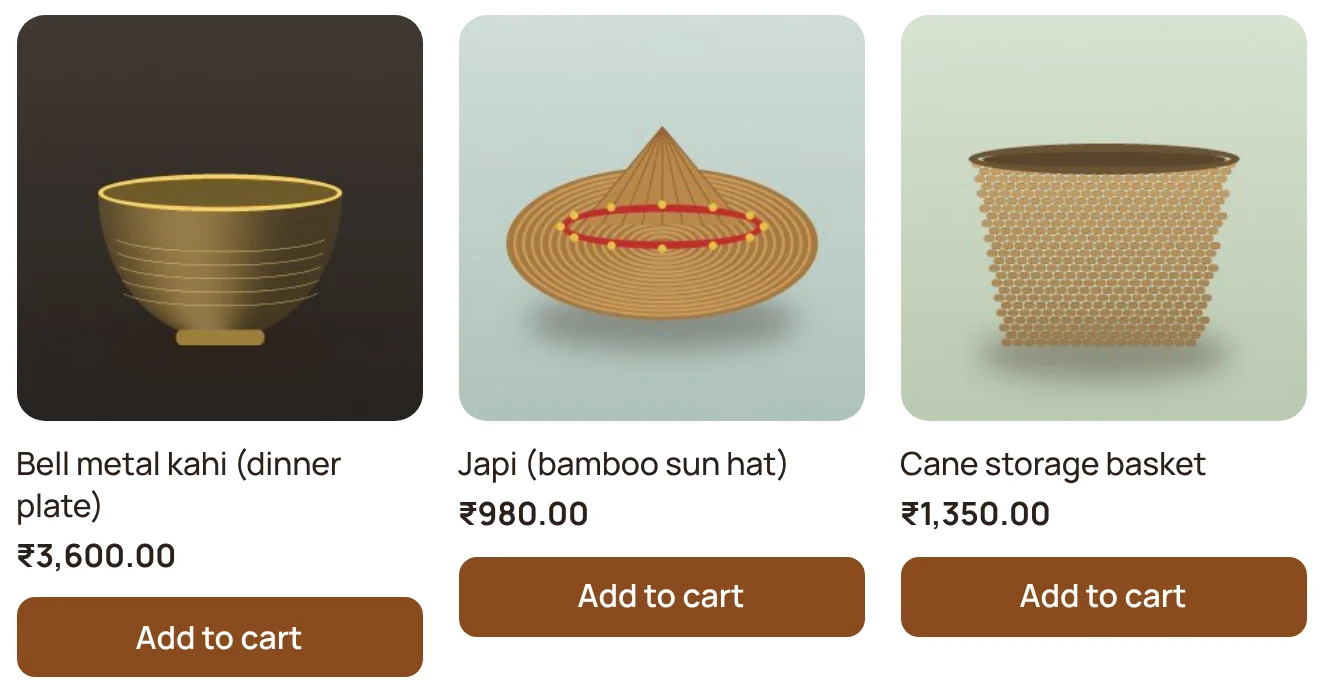 Bell metal kahi (dinner
plate)
₹3,600.00
Add to cart
Japi (bamboo sun hat)
₹980.00
Add to cart
Cane storage basket
₹1,350.00
Add to cart